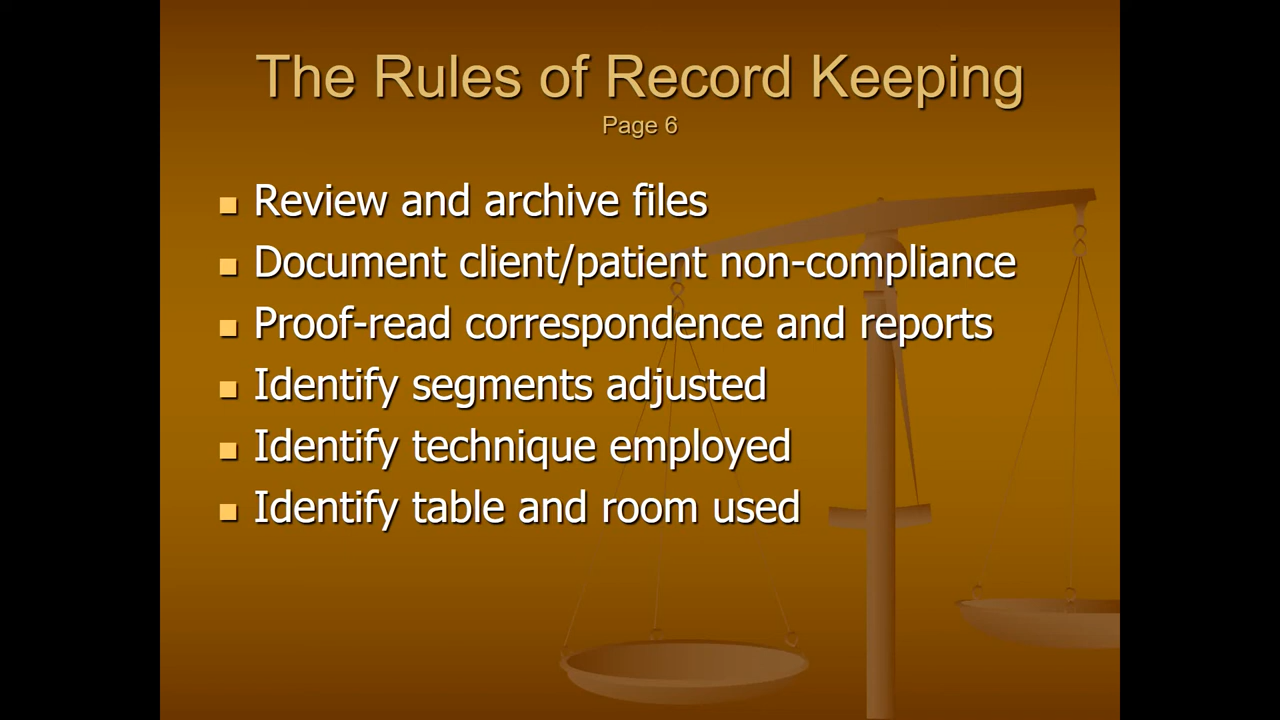 The Rules of Record Keeping
Page 6
Review and archive files
Document client/patient non-compliance
Proof-read correspondence and reports
Identify segments adjusted
Identify technique employed
Identify table and room used